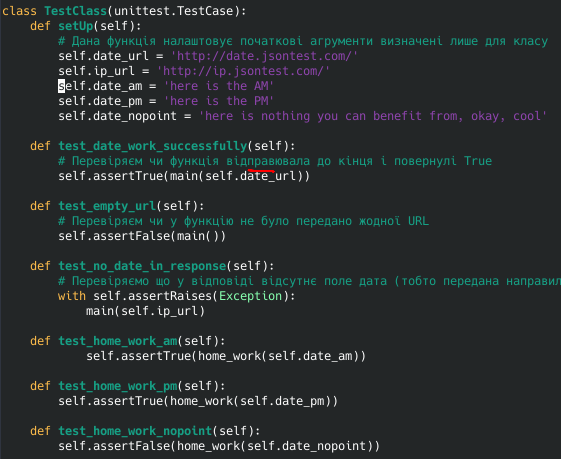 class TestClass(unittest.TestCase):
    def setUp(self):
        # Дана функція налаштовує початкові агрументи визначені лише для класу
        self.date_url = 'http://date.jsontest.com/'
        self.ip_url = 'http://ip.jsontest.com/'
        self.date_am = 'here is the AM'
        self.date_pm = 'here is the PM'
        self.date_nopoint = 'here is nothing you can benefit from, okay, cool'
    def test_date_work_successfully(self):
        # Перевіряєм чи функція відправювала до кінця і повернулі True
        self.assertTrue(main(self.date_url))
    def test_empty_url(self):
        # Перевіряєм чи у функцію не було передано жодної URL
        self.assertFalse(main())
    def test_no_date_in_response(self):
        # Перевіряємо що у відповіді відсутнє поле дата (тобто передана направил
        with self.assertRaises(Exception):
            main(self.ip_url)
    def test_home_work_am(self):
            self.assertTrue(home_work(self.date_am))
    def test_home_work_pm(self):
        self.assertTrue(home_work(self.date_pm))
    def test_home_work_nopoint(self):
        self.assertFalse(home_work(self.date_nopoint))